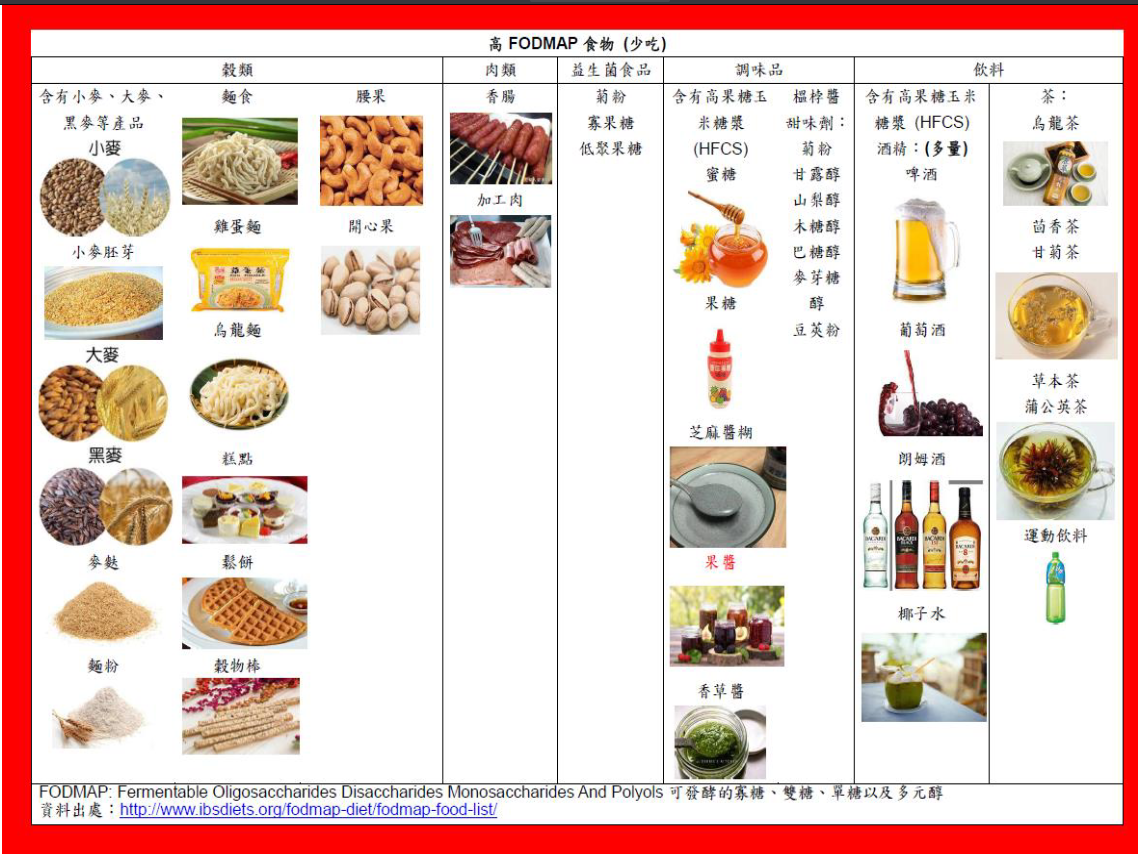 高 FODMAP 食物 (少吃)
穀類
肉類
益生菌食品
調味品
飲料
含有小麥、大麥、
黑麥等產品
小麥
小麥胚芽
大麥
黑麥
麥麩
麵粉
麵食
雞蛋麵
烏龍麵
糕點
鬆餅
穀物棒
腰果
開心果
香腸
加工肉
菊粉
寡果糖
低聚果糖
含有高果糖玉
米糖漿
(HFCS)
蜜糖
果糖
芝麻醬糊
果醬
香草醬
榲桲醬
甜味劑：
菊粉
甘露醇
山梨醇
木糖醇
巴糖醇
麥芽糖
醇
豆莢粉
含有高果糖玉米
糖漿 (HFCS)
酒精：(多量)
啤酒
葡萄酒
朗姆酒
BACARDI
BACARDI
BACARDI
BACARDI
椰子水
茶：
烏龍茶
茴香茶
甘菊茶
草本茶
蒲公英茶
運動飲料
FODMAP: Fermentable Oligosaccharides Disaccharides Monosaccharides And Polyols 可發酵的寡糖、雙糖、單糖以及多元醇
資料出處：http://www.ibsdiets.org/fodmap-diet/fodmap-food-list/